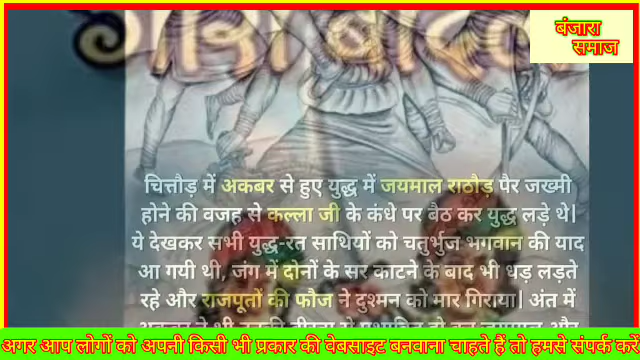 गोरा बादल
बंजारा
समाज
चित्तौड़ में अकबर से हुए युद्ध में जयमाल राठौड़ पैर जख्मी
होने की वजह से कल्ला जी के कंधे पर बैठ कर युद्ध लड़े थे|
ये देखकर सभी युद्ध-रत साथियों को चतुर्भुज भगवान की याद
आ गयी थी, जंग में दोनों के सर काटने के बाद भी धड़ लड़ते
रहे और राजपूतों की फौज ने दुश्मन को मार गिराया| अंत में
अगर आप लोगों को अपनी किसी भी प्रकार की वेबसाइट बनवाना चाहते हैं तो हमसे संपर्क करें